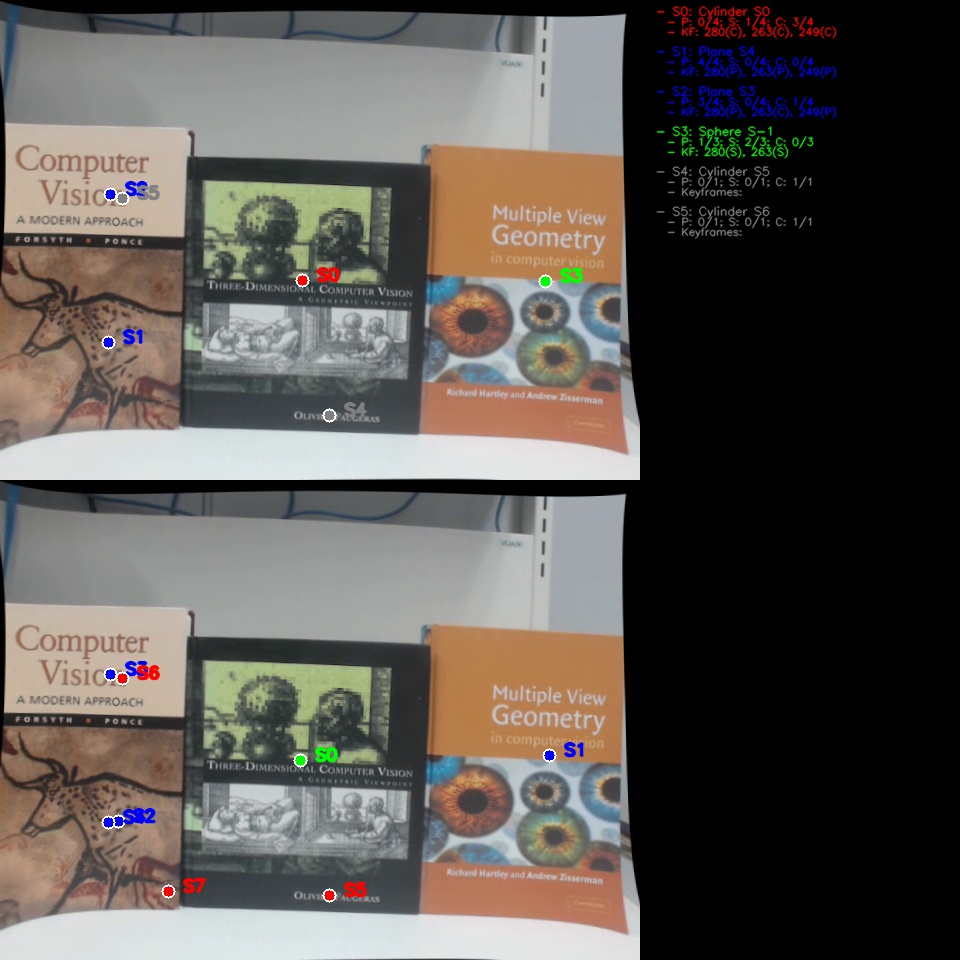 - S0: Cylinder S0
- P: 0/4; S: 1/4; C: 3/4
- KF: 280(C), 263(C), 249(C)
- S1: Plane S4
- P: 4/4; S: 0/4; C: 0/4
- KF: 280(P), 263(P), 249(P)
- S2: Plane S3
- P: 3/4; S: 0/4; C: 1/4
- KF: 280(P), 263(C), 249(P)
- S3: Sphere S-1
- P: 1/3; S: 2/3; C: 0/3
- KF: 280(S), 263(S)
- S4: Cylinder S5
- P: 0/1; S: 0/1; C: 1/1
- Keyframes:
- S5: Cylinder S6
- P: 0/1; S: 0/1; C: 1/1
- Keyframes:
Computer
Vision
A MODERN APPROACH
FORSYTH PONCE
S1
S0
THREE-DIMENSIONAL COMPUTER VISION
A GEOMETRIC VIEWPOINT
S4
OLIVIER FAUGERAS
Multiple View
Geometry
in computer vision
S3
Richard Hartley and Andrew Zisserman
Computer
Vision
S6
A MODERN APPROACH
FORSYTH PONCE
S7
S0
THREE-DIMENSIONAL COMPUTER VISION
A GEOMETRIC VIEWPOINT
S5
OLIVIER FAUGERAS
Multiple View
Geometry
in computer vision
S1
Richard Hartley and Andrew Zisserman